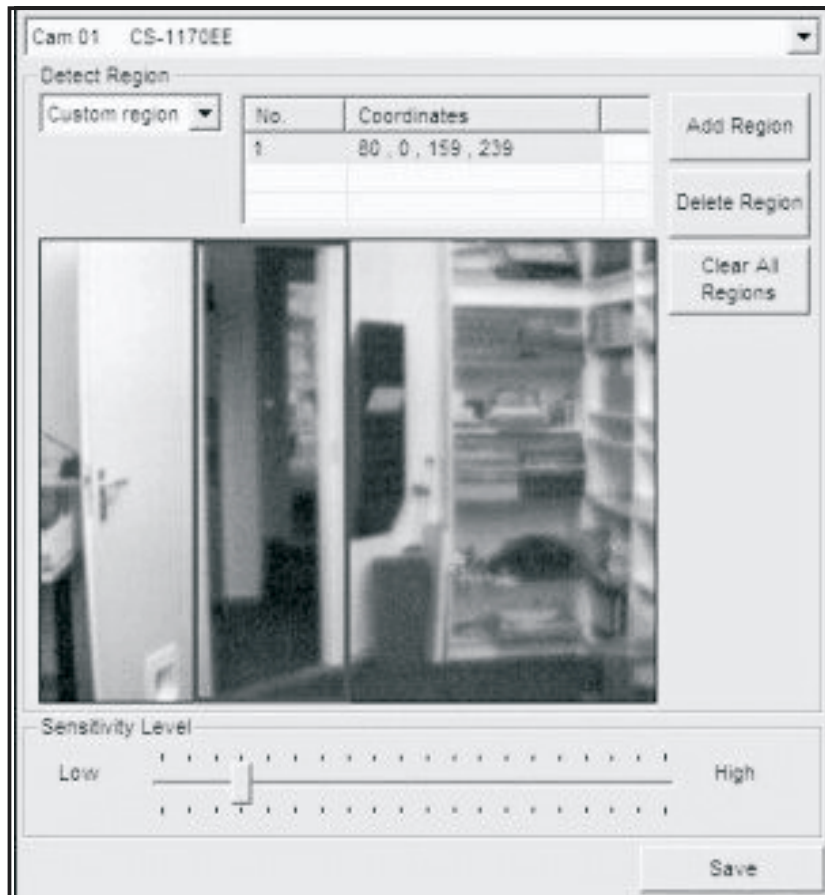 Cam 01 CS-1170EE
Detect Region
Custom region
No. Coordinates
1 80 , 0 , 159 , 239
Add Region
Delete Region
Clear All
Regions
Sensitivity Level
Low High
Save